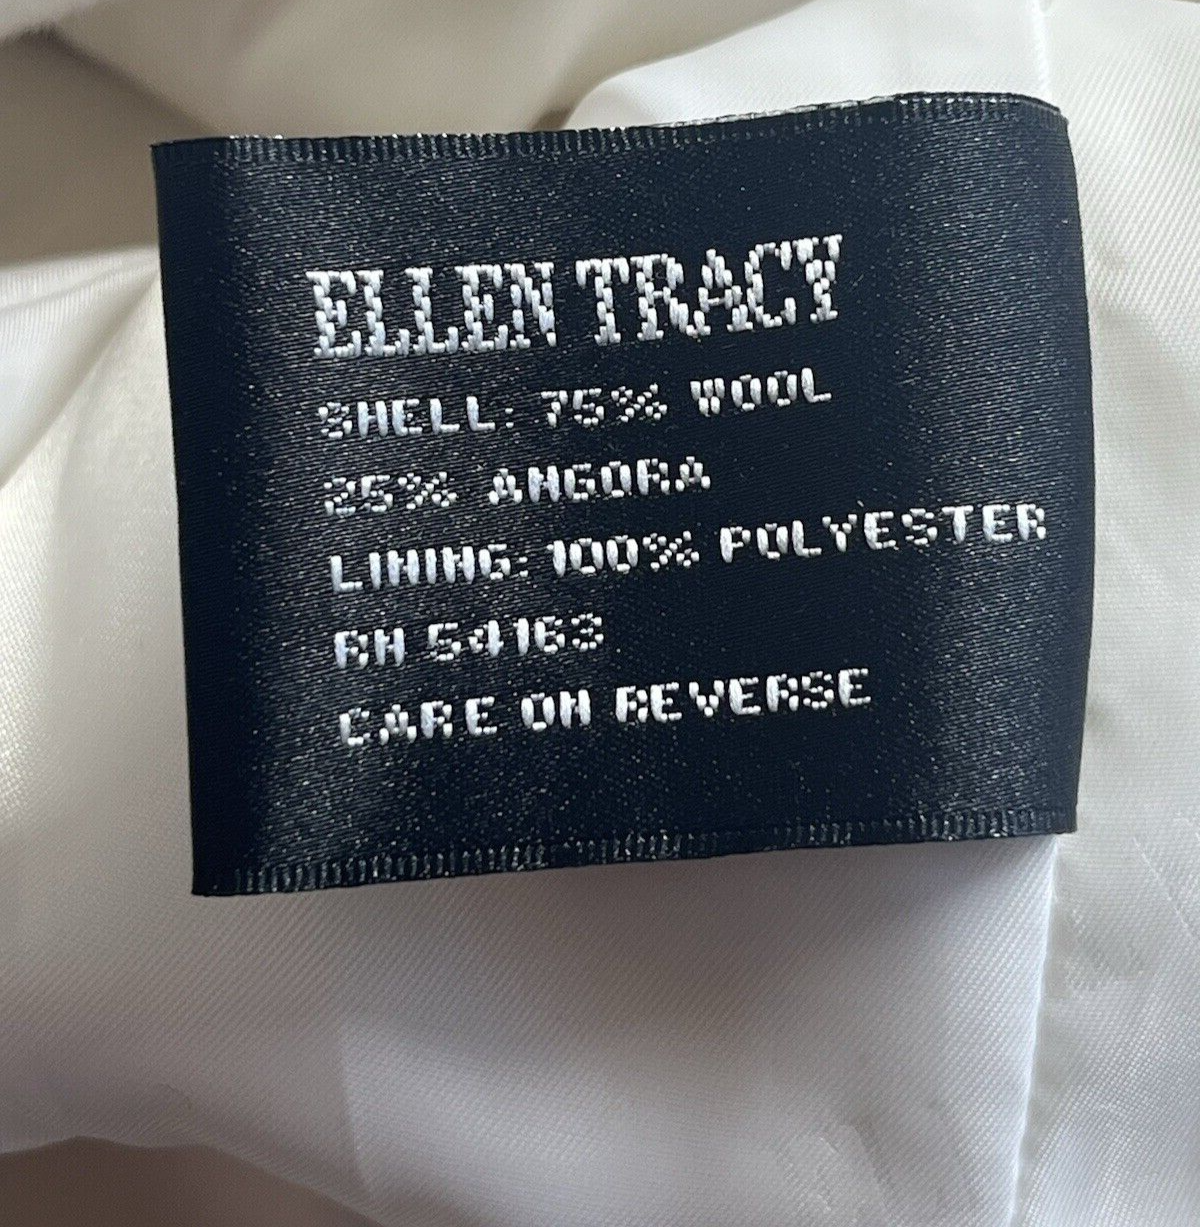 ELLEN TRACY
SHELL: 75% WOOL
25% ANGORA
LINING: 100% POLYESTER
RN 54163
CARE ON REVERSE